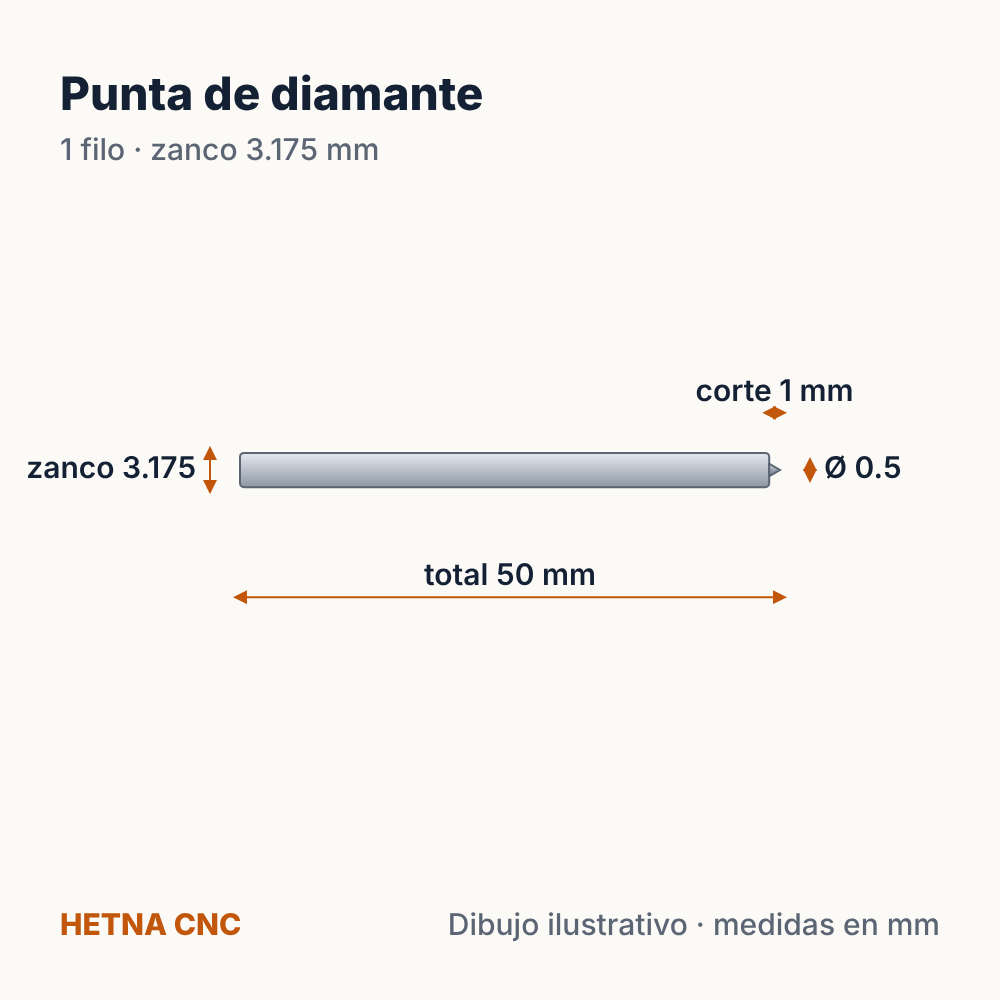 Punta de diamante
1 filo · zanco 3.175 mm
corte 1 mm
zanco 3.175
Ø 0.5
total 50 mm
HETNA CNC
Dibujo ilustrativo · medidas en mm